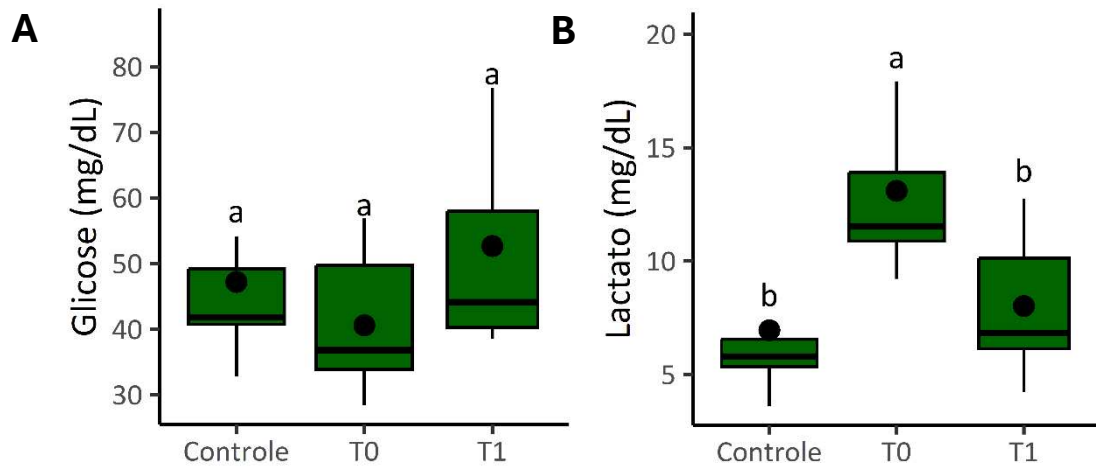 A
Glicose (mg/dL)
80
70
60
50
40
30
a
a
a
Controle
T0
T1
B
Lactato (mg/dL)
20
15
10
5
b
a
b
Controle
T0
T1